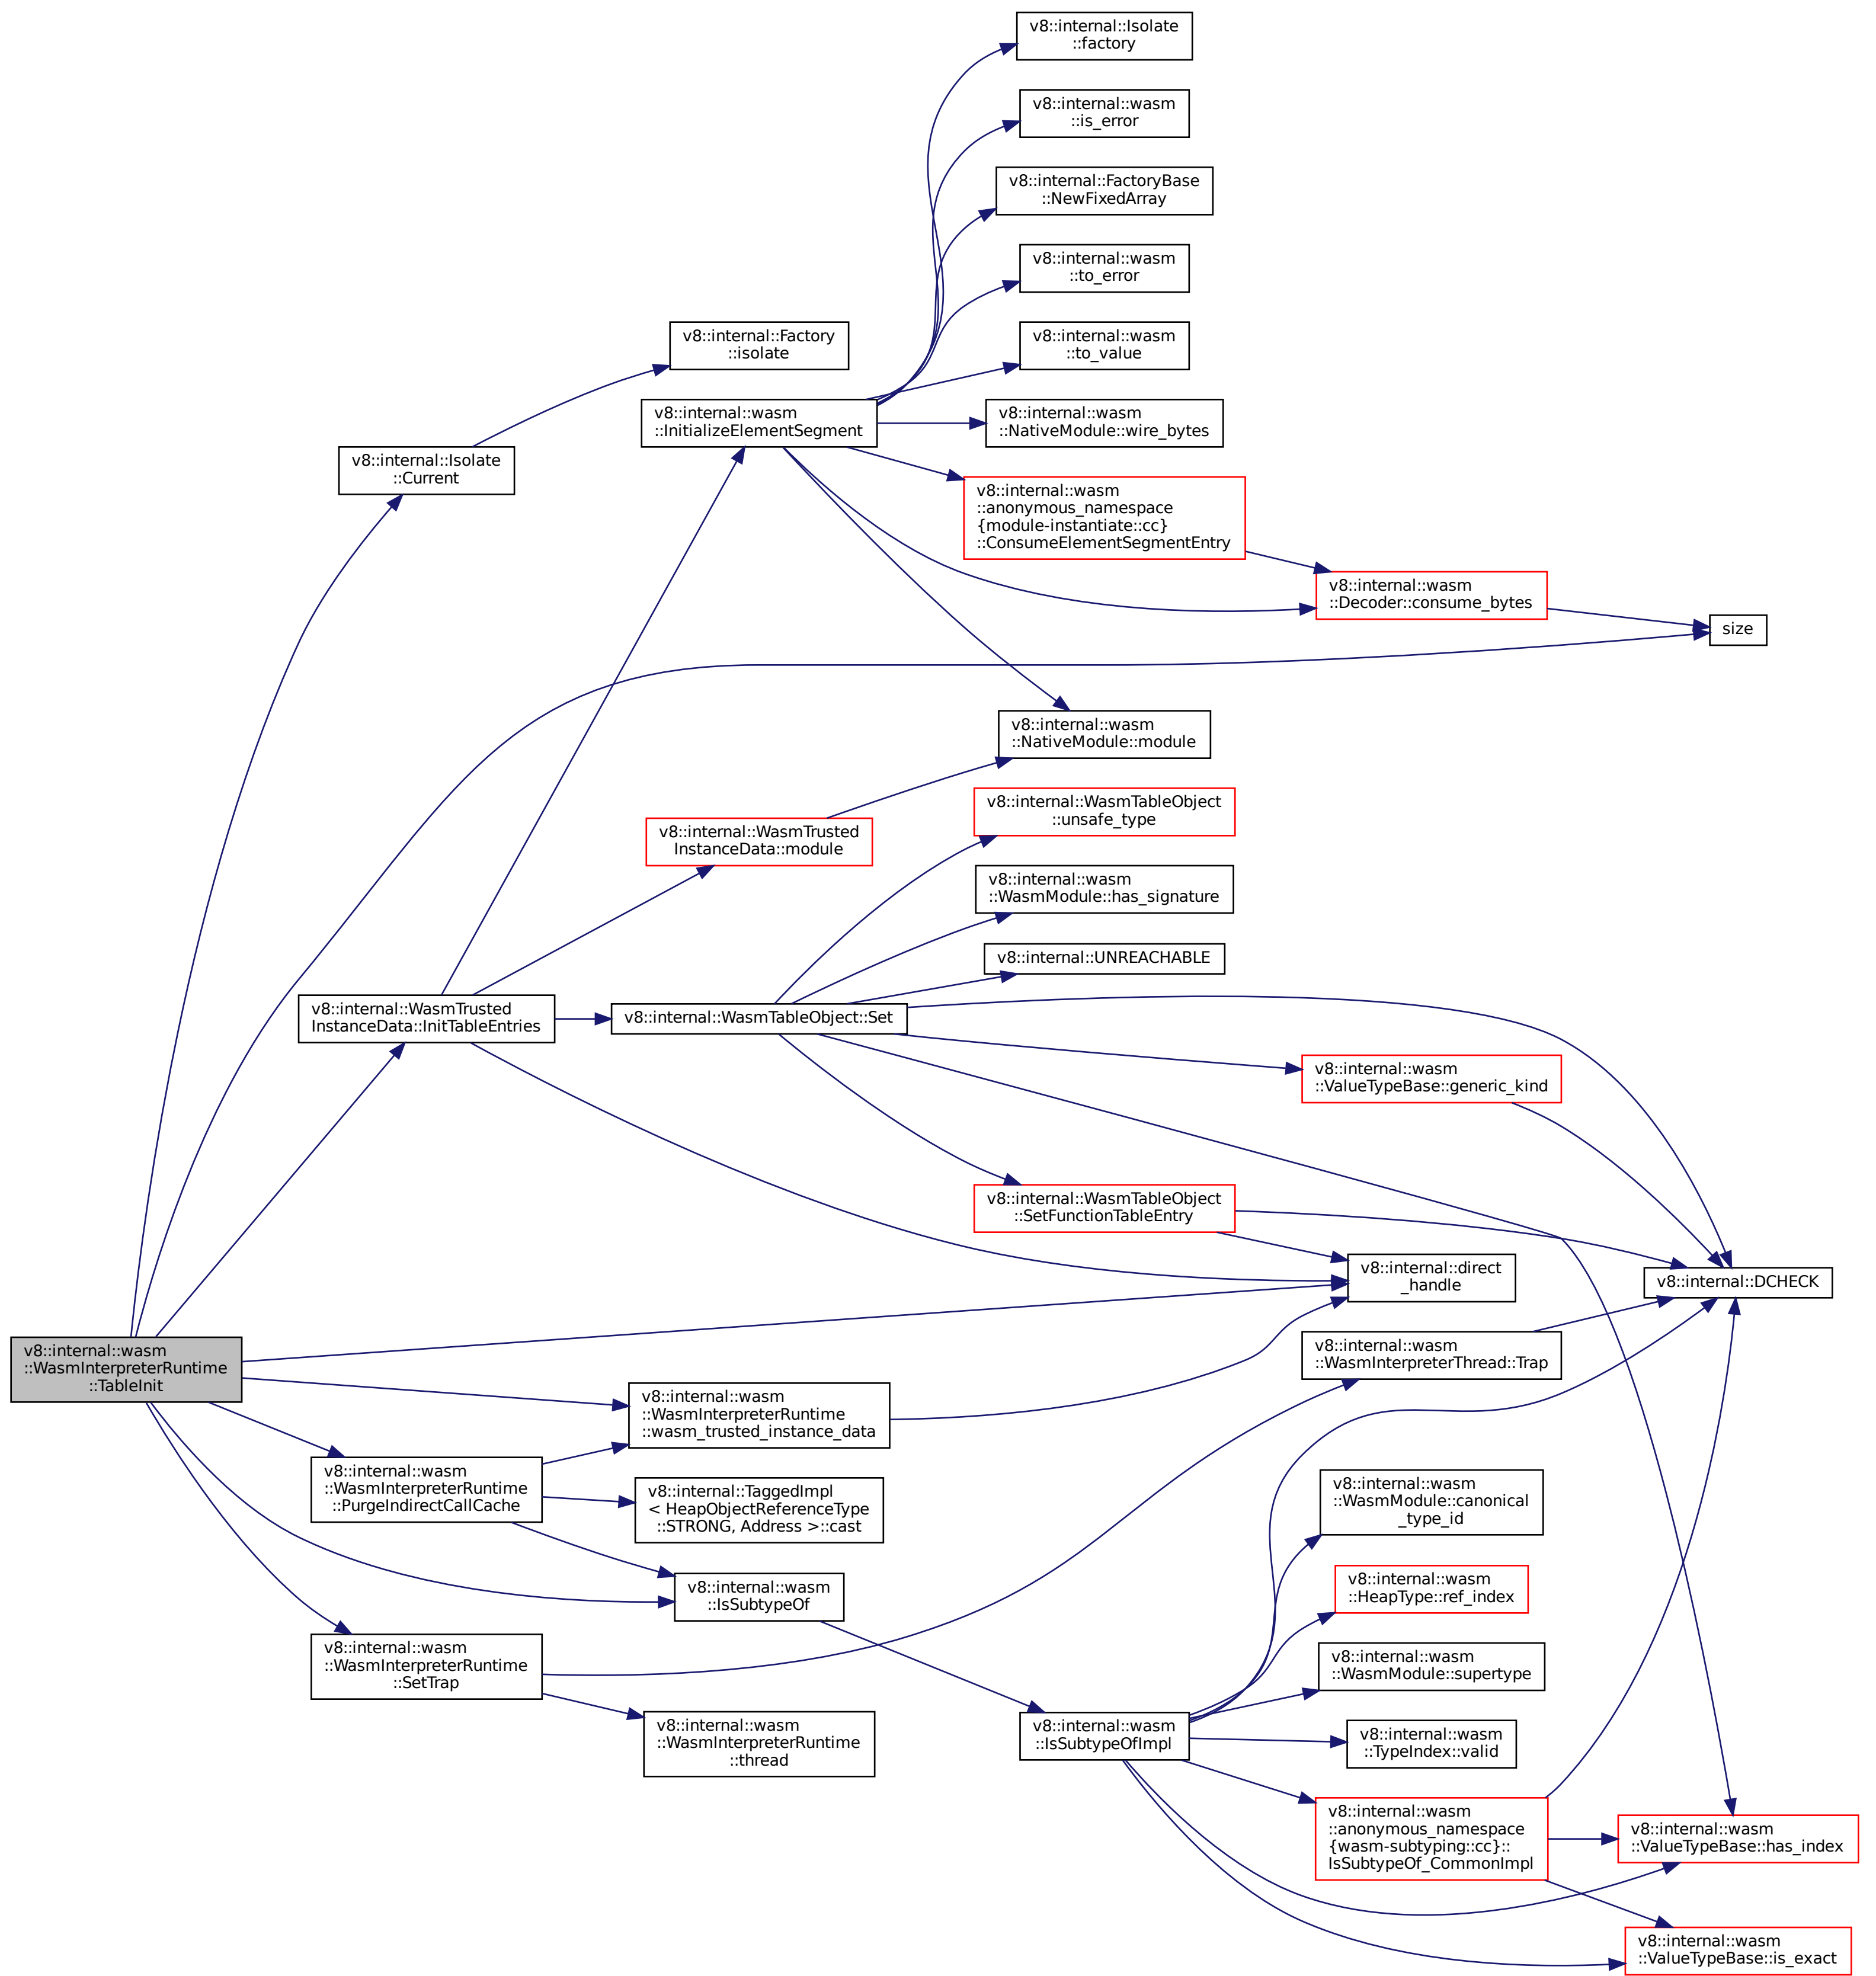 v8::internal::Isolate
::factory
v8::internal::wasm
::is_error
v8::internal::FactoryBase
::NewFixedArray
v8::internal::wasm
::to_error
v8::internal::Factory
::isolate
v8::internal::wasm
::to_value
v8::internal::wasm
::InitializeElementSegment
v8::internal::wasm
::NativeModule::wire_bytes
v8::internal::Isolate
::Current
v8::internal::wasm
::anonymous_namespace
{module-instantiate::cc}
::ConsumeElementSegmentEntry
v8::internal::wasm
::Decoder::consume_bytes
size
v8::internal::wasm
::NativeModule::module
v8::internal::WasmTrusted
InstanceData::module
v8::internal::WasmTableObject
::unsafe_type
v8::internal::wasm
::WasmModule::has_signature
v8::internal::UNREACHABLE
v8::internal::WasmTrusted
InstanceData::InitTableEntries
v8::internal::WasmTableObject::Set
v8::internal::wasm
::ValueTypeBase::generic_kind
v8::internal::WasmTableObject
::SetFunctionTableEntry
v8::internal::direct
_handle
v8::internal::DCHECK
v8::internal::wasm
::WasmInterpreterRuntime
::TableInit
v8::internal::wasm
::WasmInterpreterThread::Trap
v8::internal::wasm
::WasmInterpreterRuntime
::wasm_trusted_instance_data
v8::internal::wasm
::WasmInterpreterRuntime
::PurgeIndirectCallCache
v8::internal::TaggedImpl
< HeapObjectReferenceType
::STRONG, Address >::cast
v8::internal::wasm
::WasmModule::canonical
_type_id
v8::internal::wasm
::IsSubtypeOf
v8::internal::wasm
::HeapType::ref_index
v8::internal::wasm
::WasmInterpreterRuntime
::SetTrap
v8::internal::wasm
::WasmModule::supertype
v8::internal::wasm
::WasmInterpreterRuntime
::thread
v8::internal::wasm
::IsSubtypeOfImpl
v8::internal::wasm
::TypeIndex::valid
v8::internal::wasm
::anonymous_namespace
{wasm-subtyping::cc}::
IsSubtypeOf_CommonImpl
v8::internal::wasm
::ValueTypeBase::has_index
v8::internal::wasm
::ValueTypeBase::is_exact